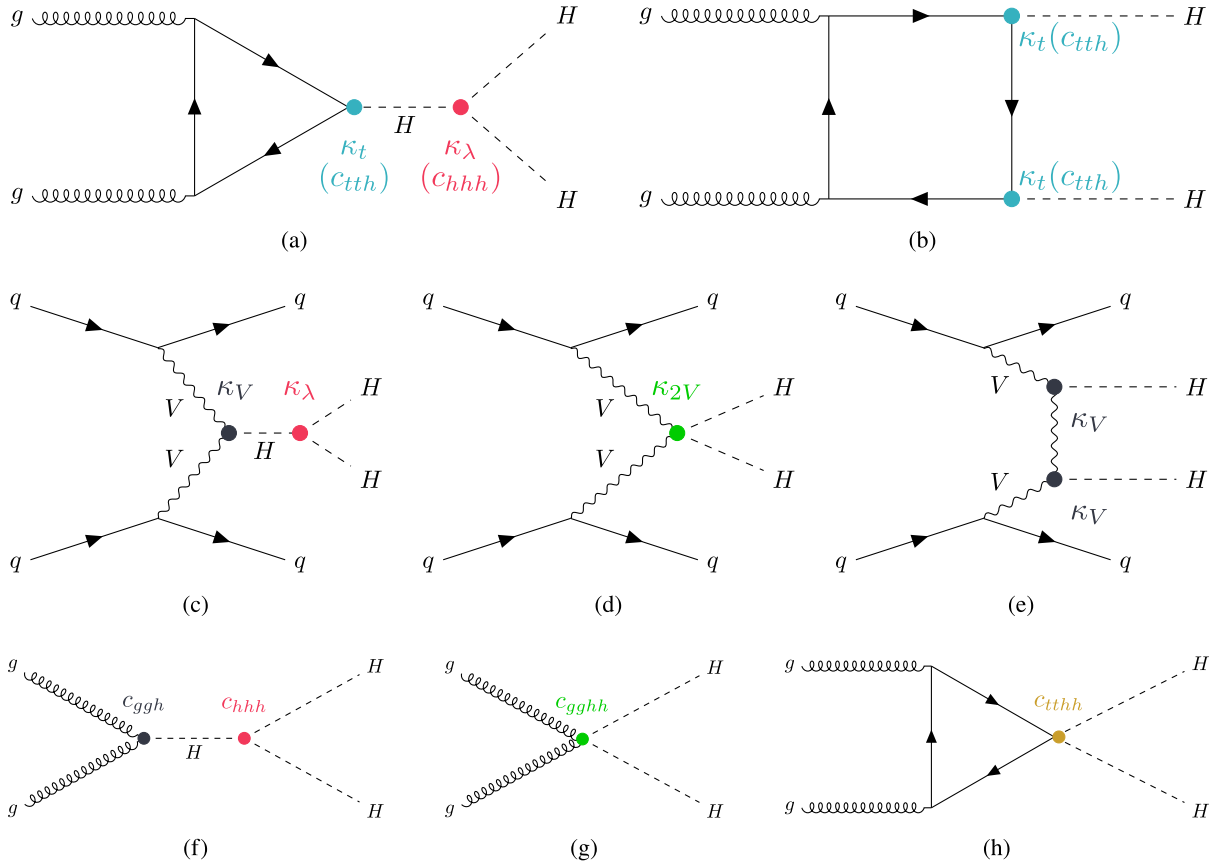 g H g H
κ_t(c_tth)
H
κ_t κ_λ
(c_tth) (c_hhh)
κ_t(c_tth)
g H g H
(a) (b)
q q q q q q
κ_V κ_λ H κ_2V H V H
V V κ_V
H
V V V H
H H κ_V
q q q q q q
(c) (d) (e)
g H g H g H
c_ggh c_hhh c_gghh c_tthh
H
g H g H g H
(f) (g) (h)